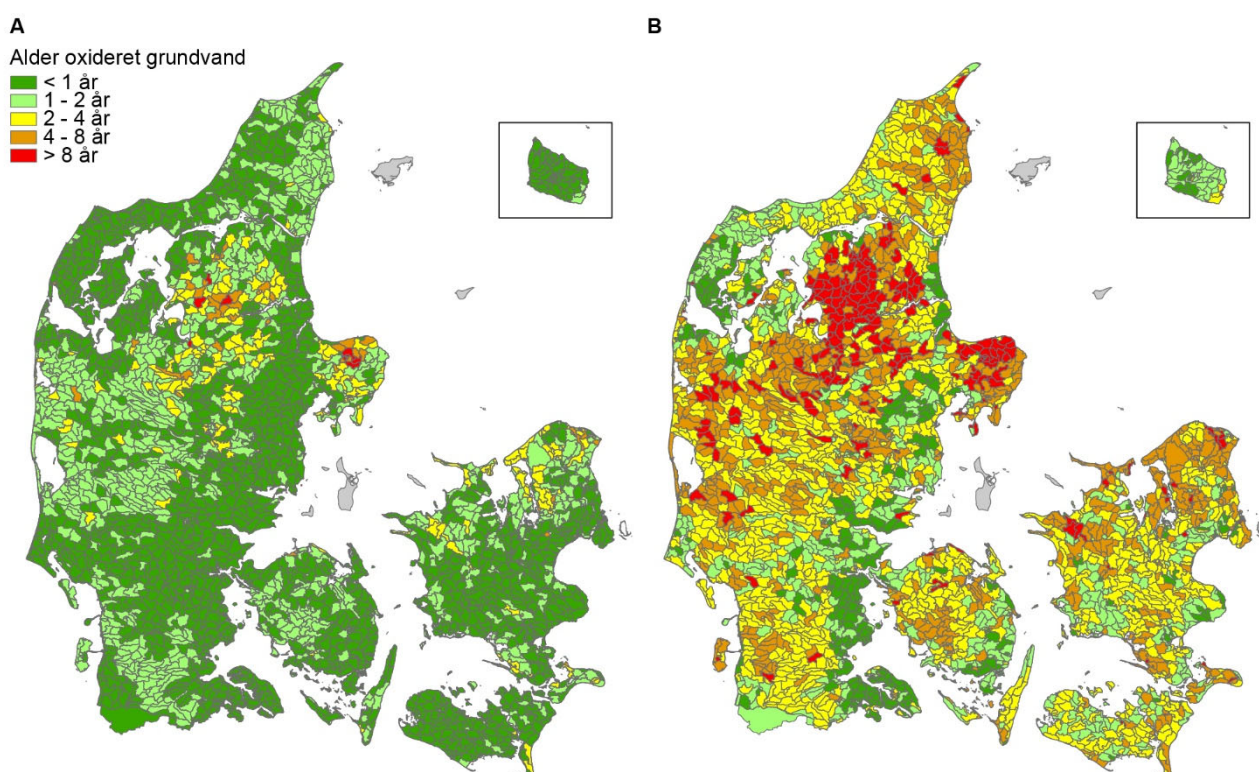 A
B
Alder oxideret grundvand
< 1 år
1 - 2 år
2 - 4 år
4 - 8 år
> 8 år